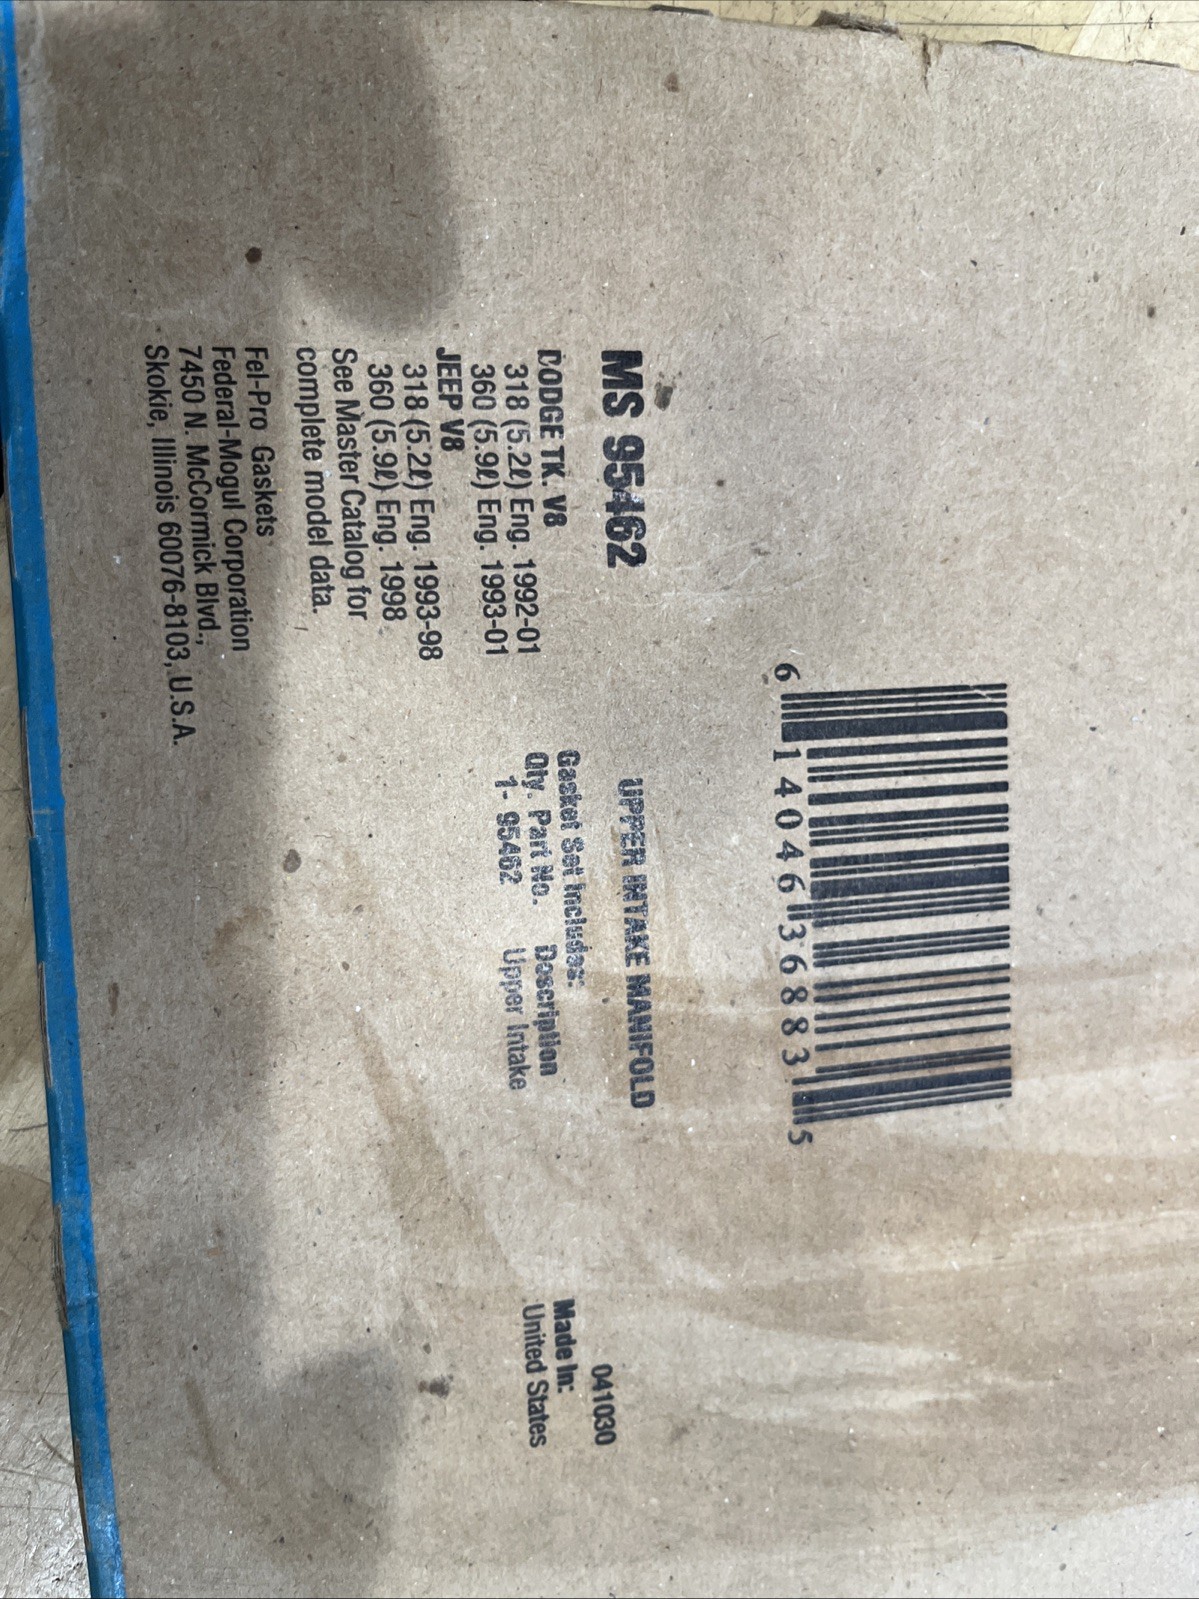 6 14046 36883 5
MS 95462
UPPER INTAKE MANIFOLD
041030
DODGE TK. V8
318 (5.2ℓ) Eng. 1992-01
360 (5.9ℓ) Eng. 1993-01
JEEP V8
318 (5.2ℓ) Eng. 1993-98
360 (5.9ℓ) Eng. 1998
See Master Catalog for
complete model data.
Gasket Set Includes:
Qty. Part No. Description
1- 95462 Upper Intake
Made In:
United States
Fel-Pro Gaskets
Federal-Mogul Corporation
7450 N. McCormick Blvd.,
Skokie, Illinois 60076-8103, U.S.A.